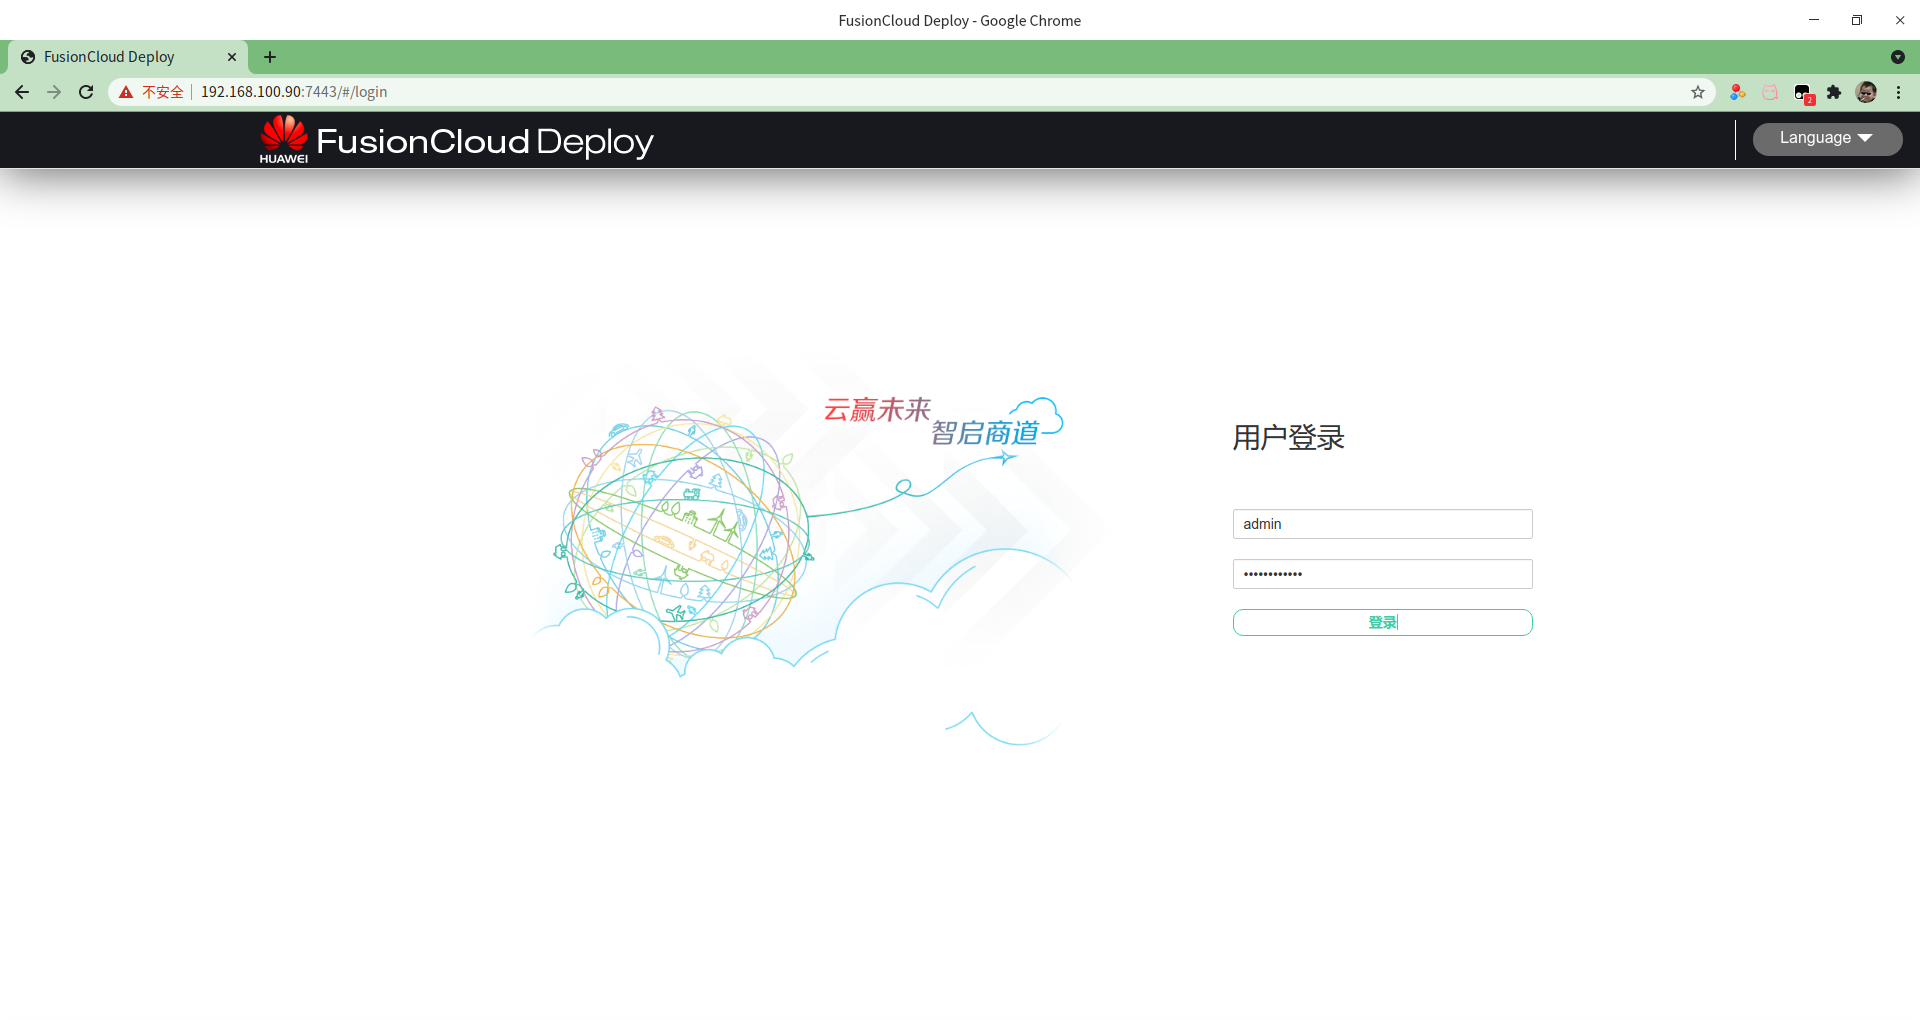 FusionCloud Deploy - Google Chrome
FusionCloud Deploy
不安全 192.168.100.90:7443/#/login
2
HUAWEI
FusionCloud Deploy
Language
云赢未来
智启商道
用户登录
admin
••••••••••••
登录